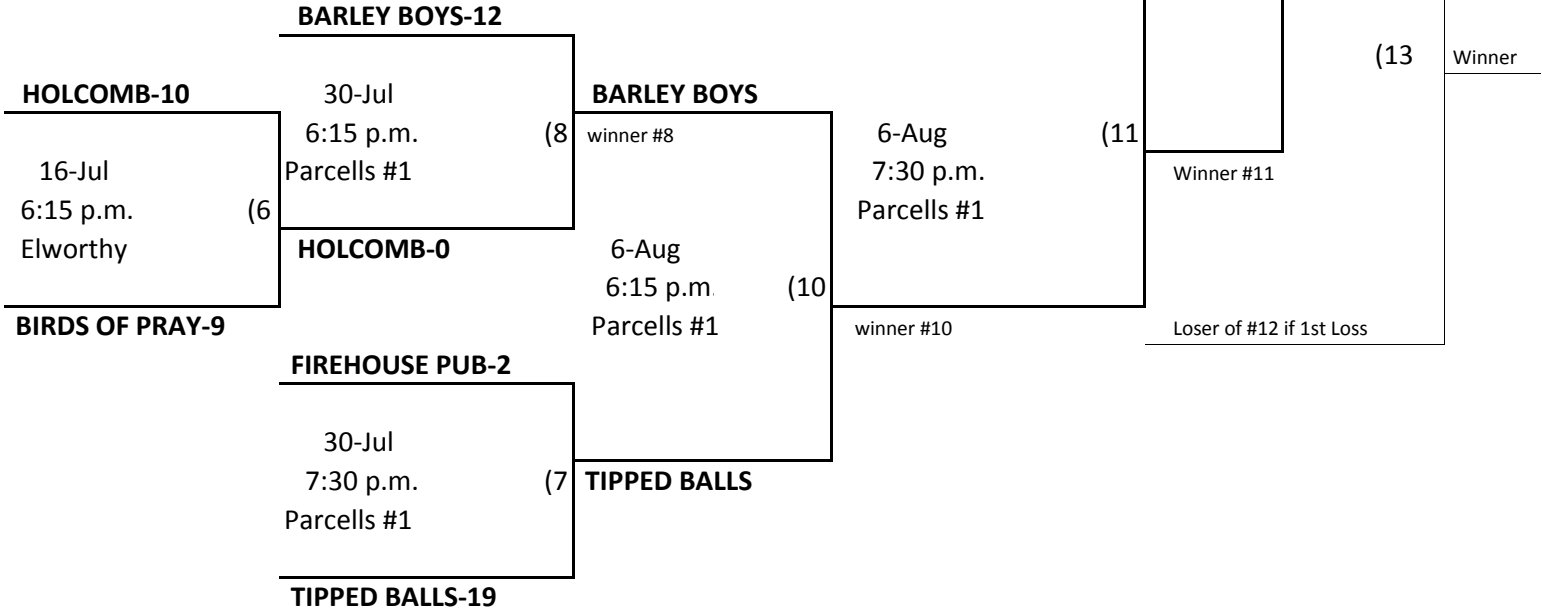 BARLEY BOYS-12
(13 Winner
HOLCOMB-10 30-Jul BARLEY BOYS
6:15 p.m. (8 winner #8 6-Aug (11
16-Jul Parcells #1 7:30 p.m. Winner #11
6:15 p.m. (6 Parcells #1
Elworthy HOLCOMB-0 6-Aug
6:15 p.m. (10
BIRDS OF PRAY-9 Parcells #1 winner #10 Loser of #12 if 1st Loss
FIREHOUSE PUB-2
30-Jul
7:30 p.m. (7 TIPPED BALLS
Parcells #1
TIPPED BALLS-19